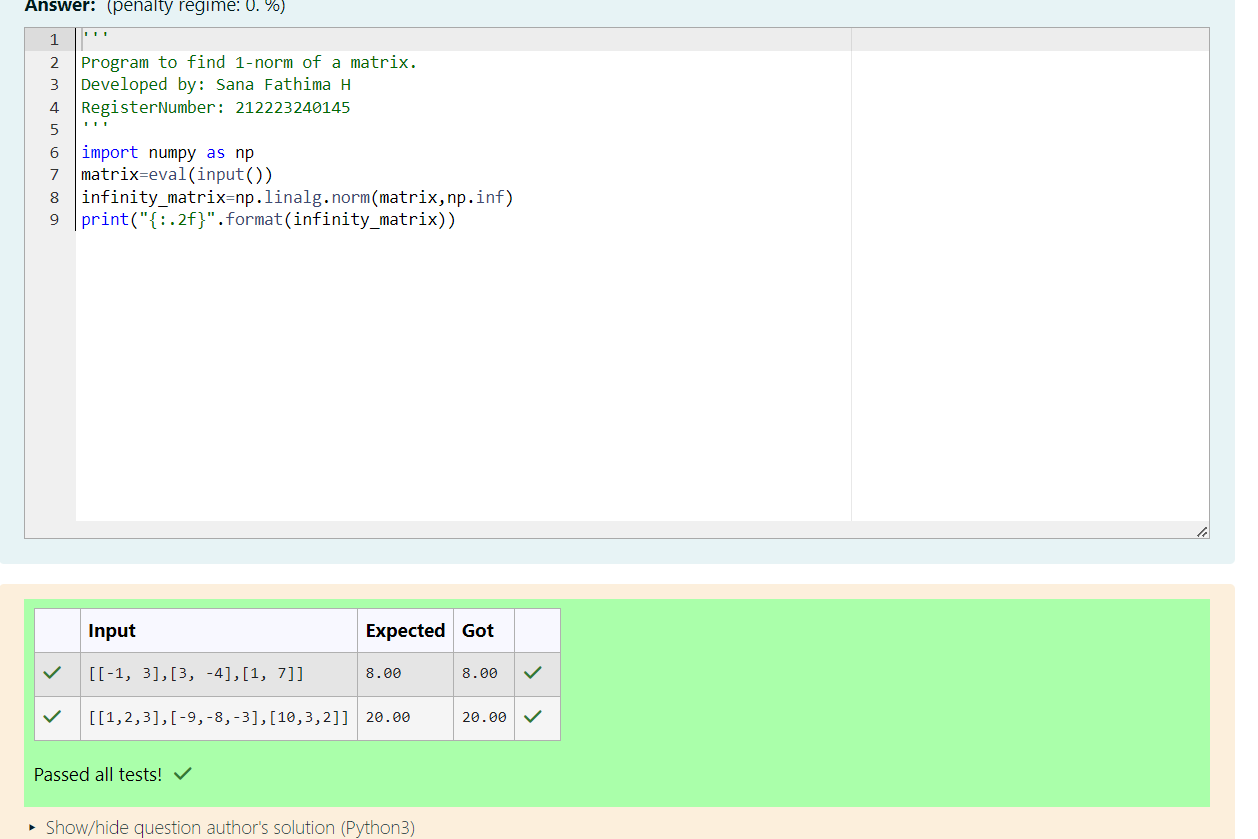 Answer: (penalty regime: 0. %)
1 '''
2 Program to find 1-norm of a matrix.
3 Developed by: Sana Fathima H
4 RegisterNumber: 212223240145
5 '''
6 import numpy as np
7 matrix=eval(input())
8 infinity_matrix=np.linalg.norm(matrix,np.inf)
9 print("{:.2f}".format(infinity_matrix))
Input Expected Got
[[-1, 3],[3, -4],[1, 7]] 8.00 8.00
[[1,2,3],[-9,-8,-3],[10,3,2]] 20.00 20.00
Passed all tests!
Show/hide question author's solution (Python3)